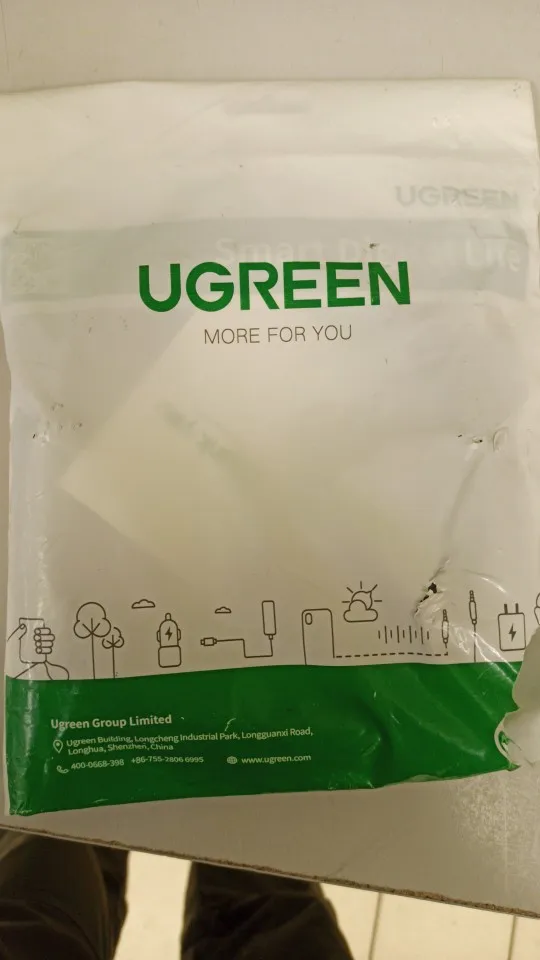 UGREEN
UGREEN
MORE FOR YOU
Ugreen Group Limited
Ugreen Building, Longcheng Industrial Park, Longguanxi Road,
Longhua, Shenzhen, China
400-0668-398 +86-755-2806 6995
www.ugreen.com